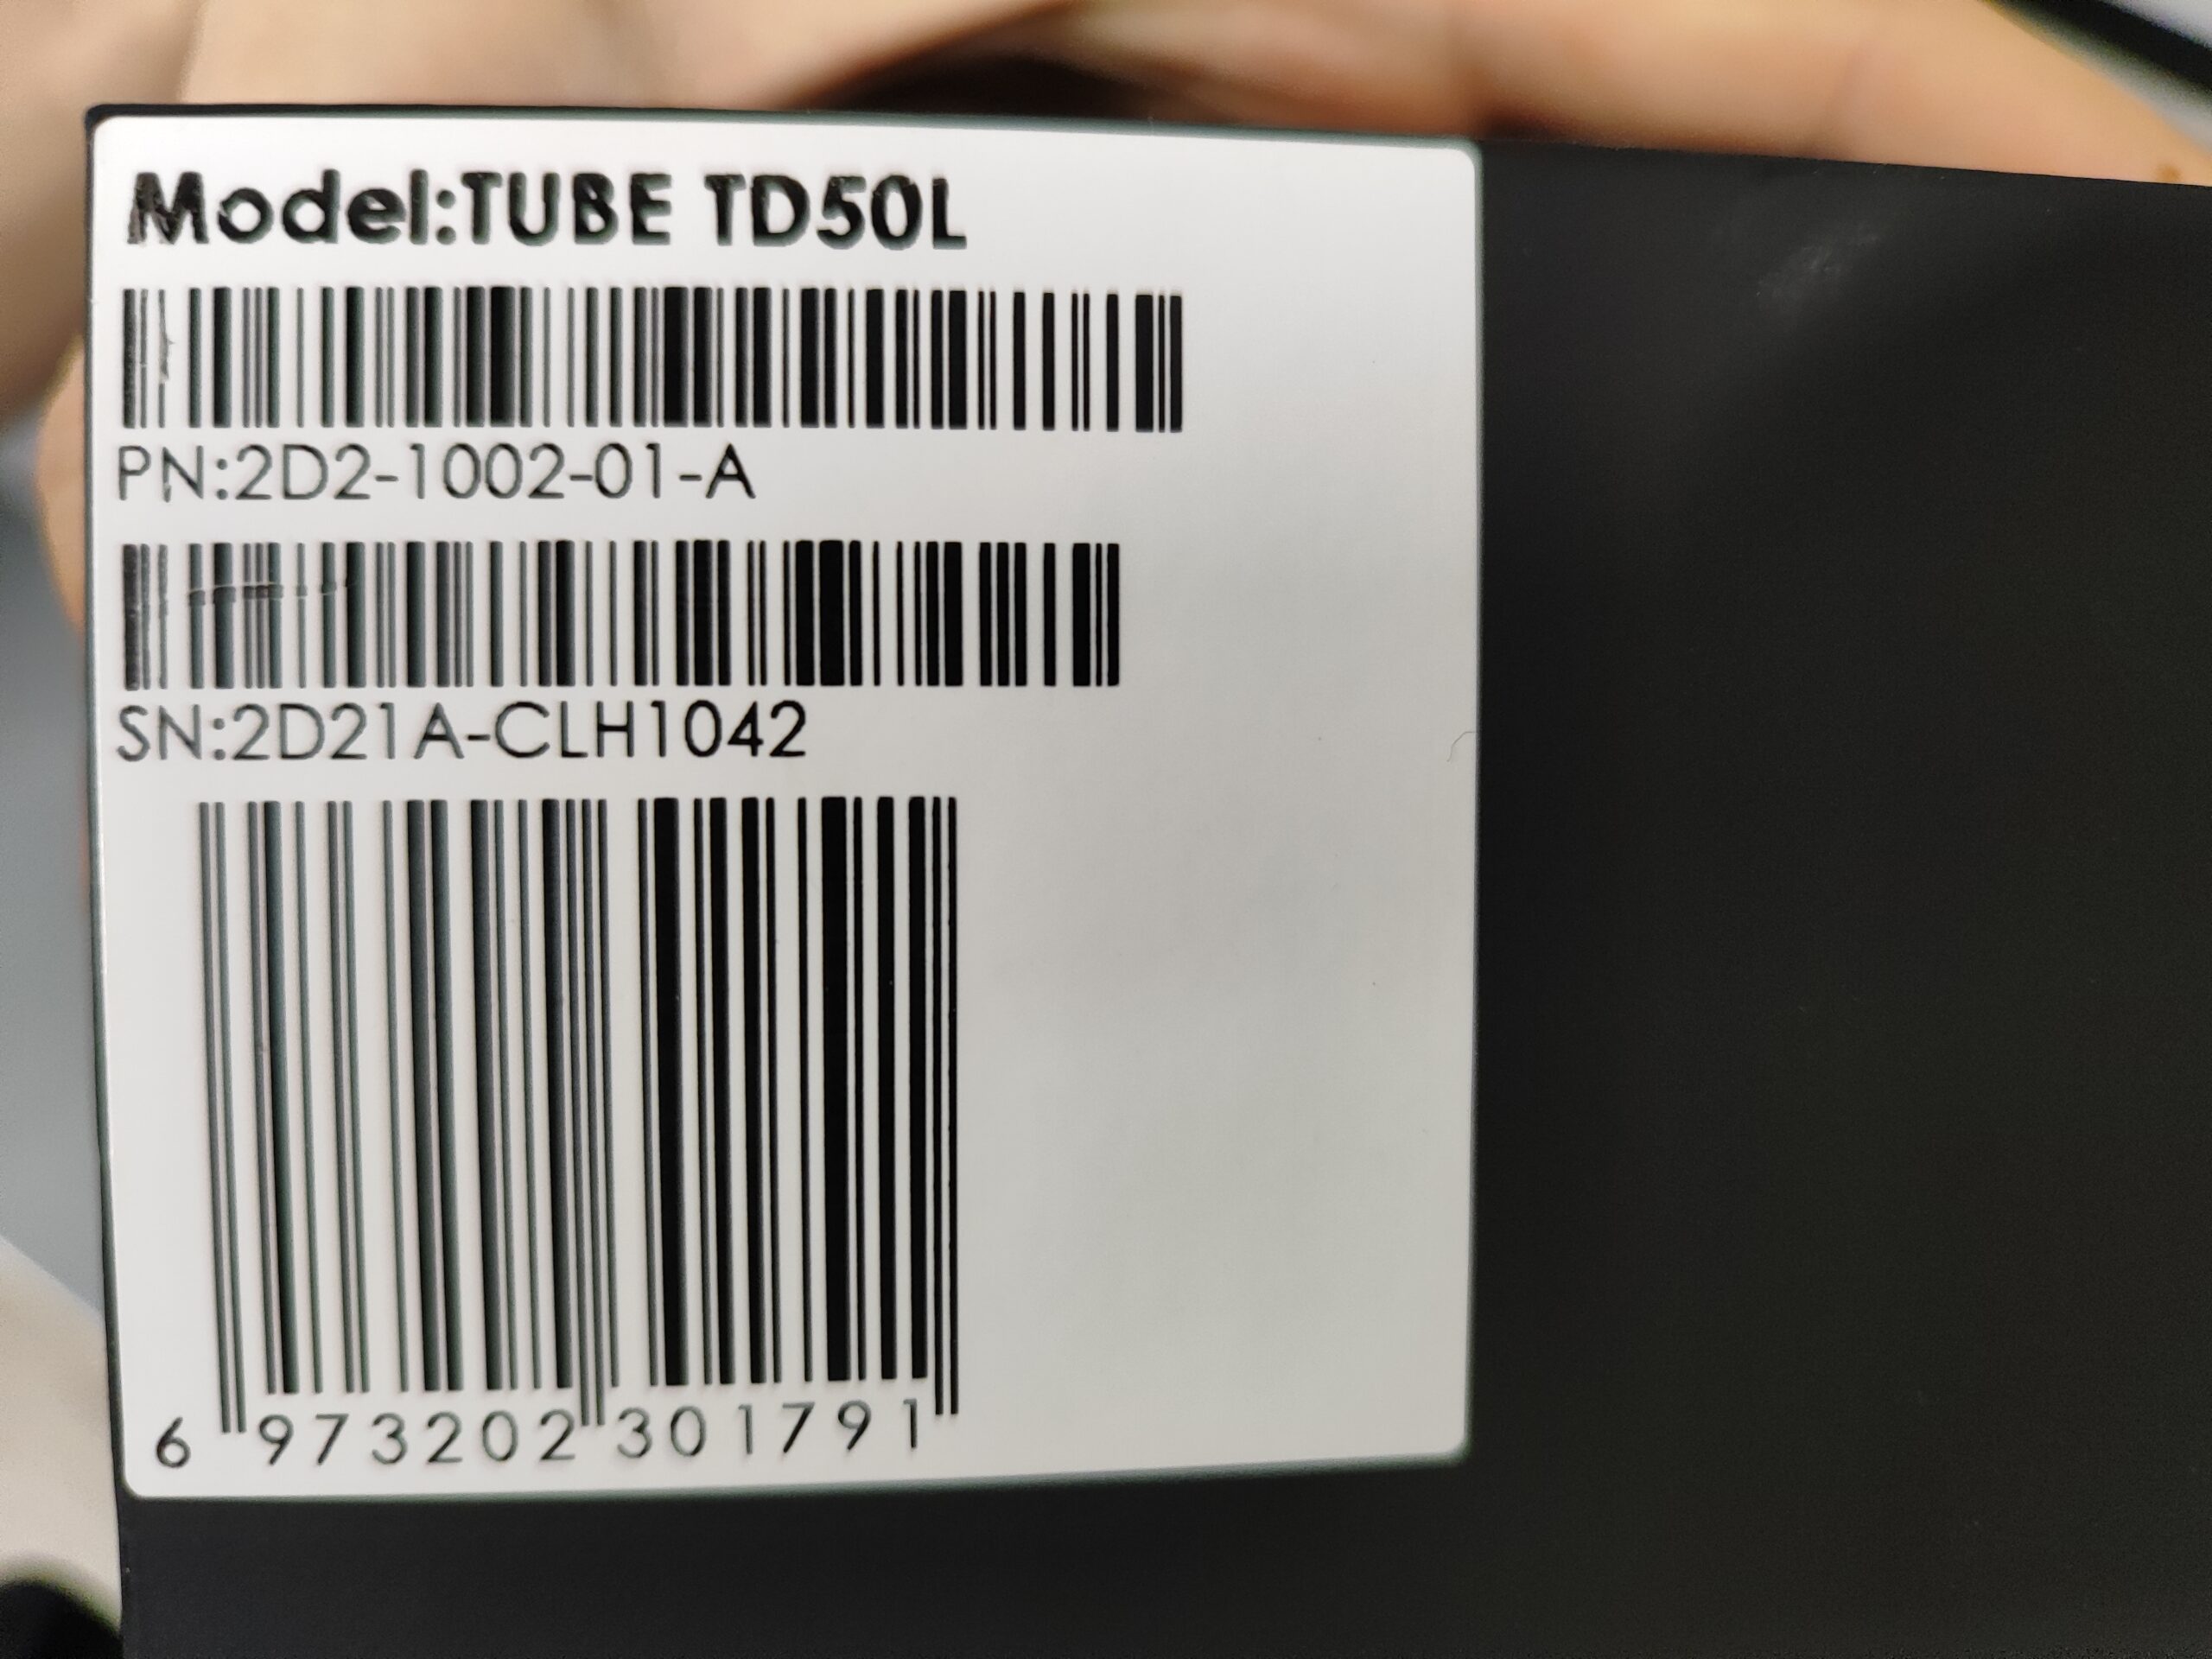 Model:TUBE TD50L
PN:2D2-1002-01-A
SN:2D21A-CLH1042
6 973202 301791